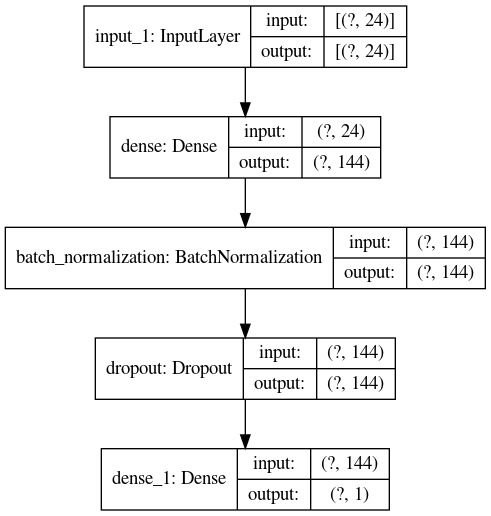 input_1: InputLayer
input:
[(?, 24)]
output:
[(?, 24)]
dense: Dense
input:
(?, 24)
output:
(?, 144)
batch_normalization: BatchNormalization
input:
(?, 144)
output:
(?, 144)
dropout: Dropout
input:
(?, 144)
output:
(?, 144)
dense_1: Dense
input:
(?, 144)
output:
(?, 1)